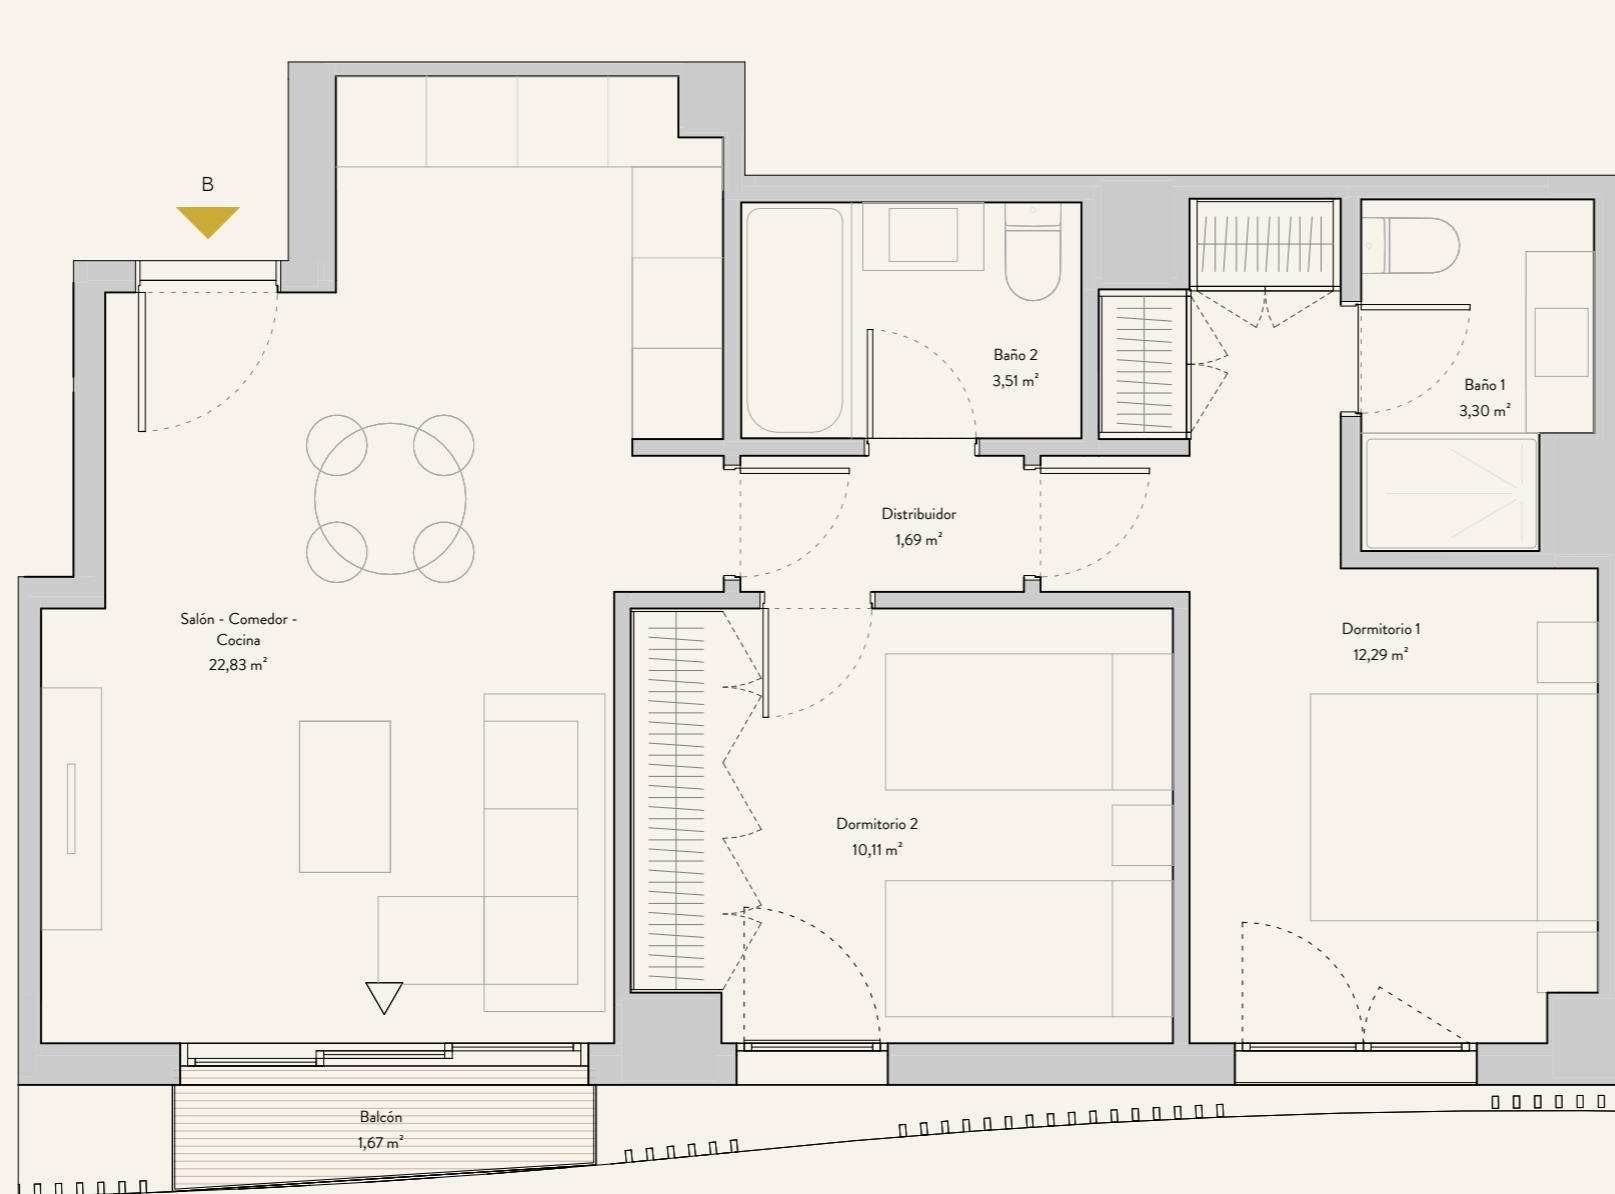 B
Baño 2
3,51 m²
Baño 1
3,30 m²
Distribuidor
1,69 m²
Salón - Comedor -
Cocina
22,83 m²
Dormitorio 1
12,29 m²
Dormitorio 2
10,11 m²
Balcón
1,67 m²